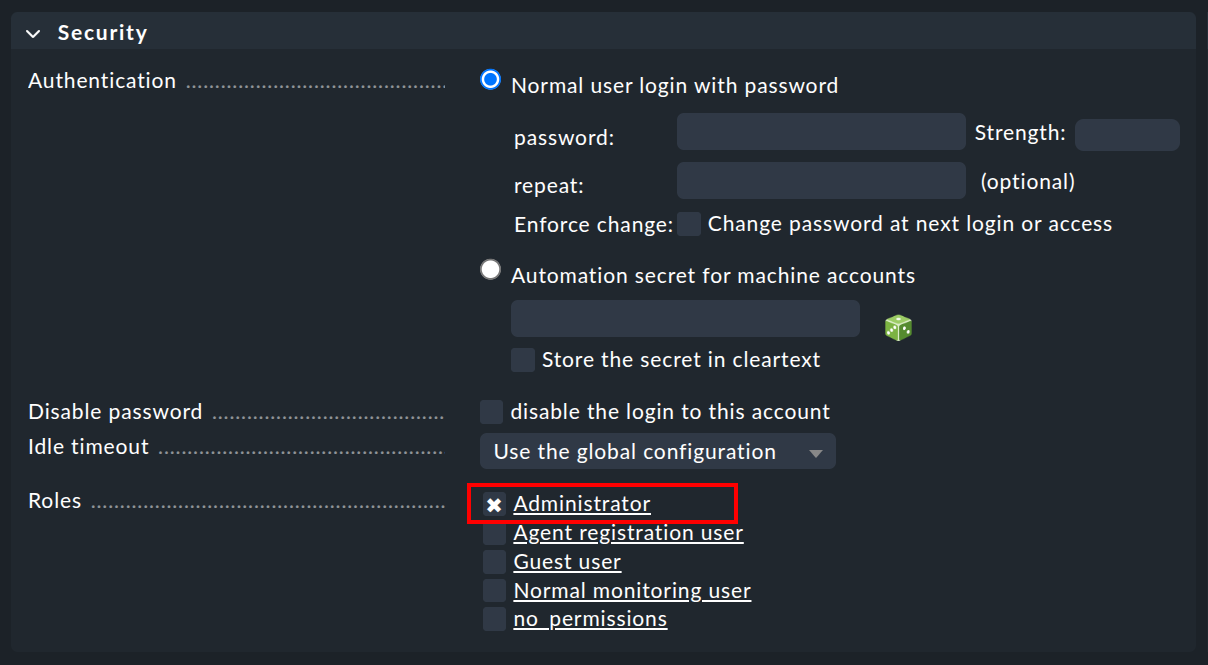 Security
Authentication
Normal user login with password
password:
Strength:
repeat:
(optional)
Enforce change:
Change password at next login or access
Automation secret for machine accounts
Store the secret in cleartext
Disable password
disable the login to this account
Idle timeout
Use the global configuration
Roles
Administrator
Agent registration user
Guest user
Normal monitoring user
no_permissions